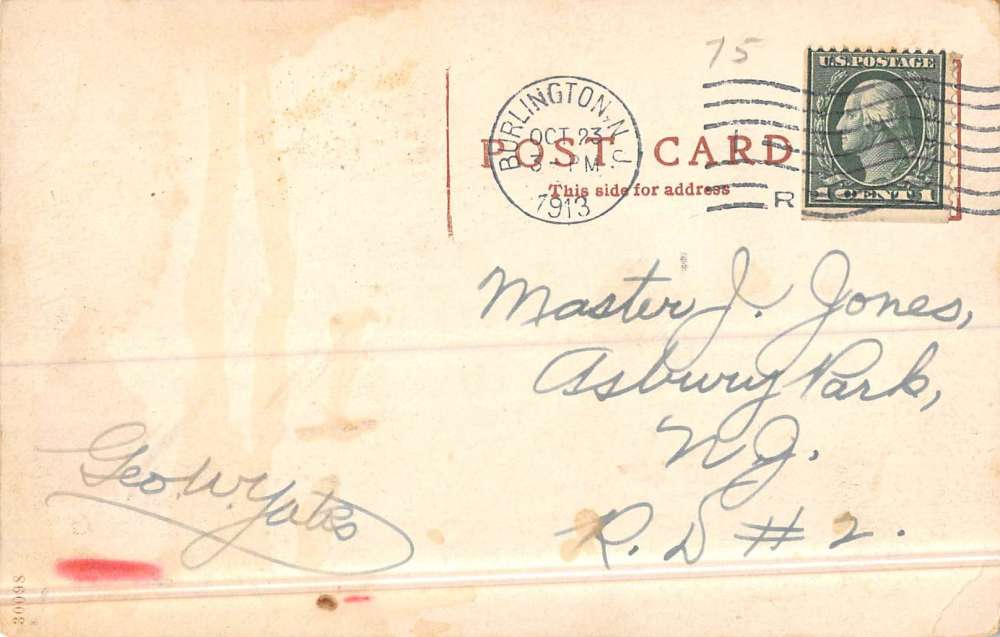 75
U.S. POSTAGE
1 CENT 1
BURLINGTON, N.J.
OCT 23
3 - PM
1913
R
POST CARD
This side for address
Master J. Jones,
Asbury Park,
N.J.
R.D #2.
Geo. W. Yates
30098